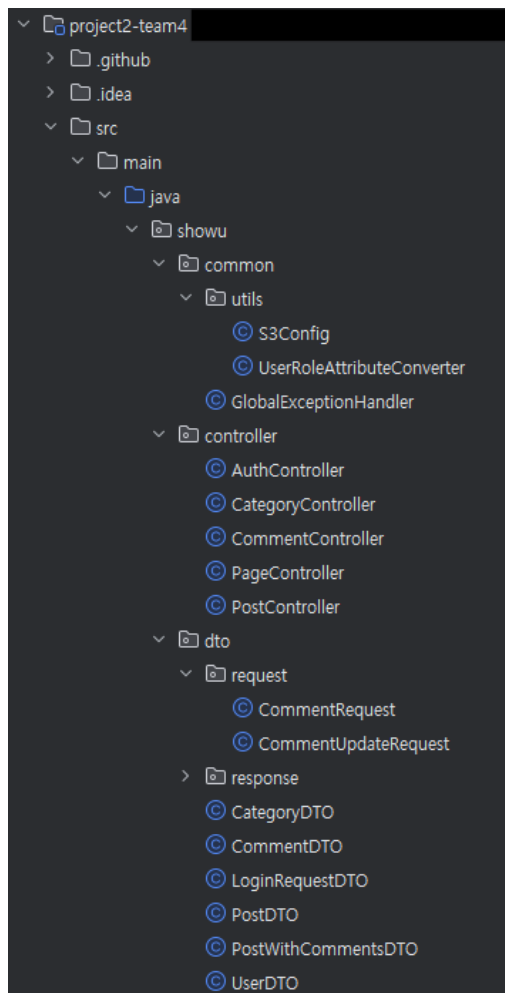 project2-team4
.github
.idea
src
main
java
showu
common
utils
S3Config
UserRoleAttributeConverter
GlobalExceptionHandler
controller
AuthController
CategoryController
CommentController
PageController
PostController
dto
request
CommentRequest
CommentUpdateRequest
response
CategoryDTO
CommentDTO
LoginRequestDTO
PostDTO
PostWithCommentsDTO
UserDTO